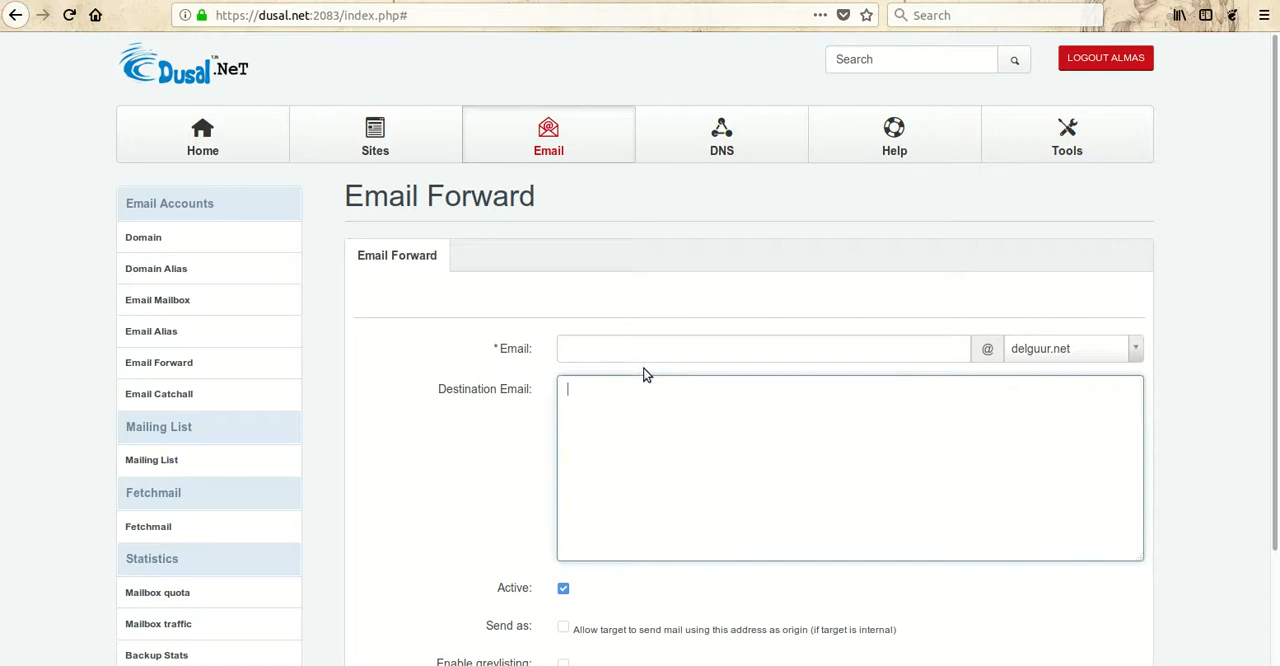 https://dusal.net:2083/index.php#
Search
Dusal.NeT
TM
Search
LOGOUT ALMAS
Home
Sites
Email
DNS
Help
Tools
Email Accounts
Domain
Domain Alias
Email Mailbox
Email Alias
Email Forward
Email Catchall
Mailing List
Mailing List
Fetchmail
Fetchmail
Statistics
Mailbox quota
Mailbox traffic
Backup Stats
Email Forward
Email Forward
* Email:
@
delguur.net
Destination Email:
Active:
Send as:
Allow target to send mail using this address as origin (if target is internal)
Enable greylisting: